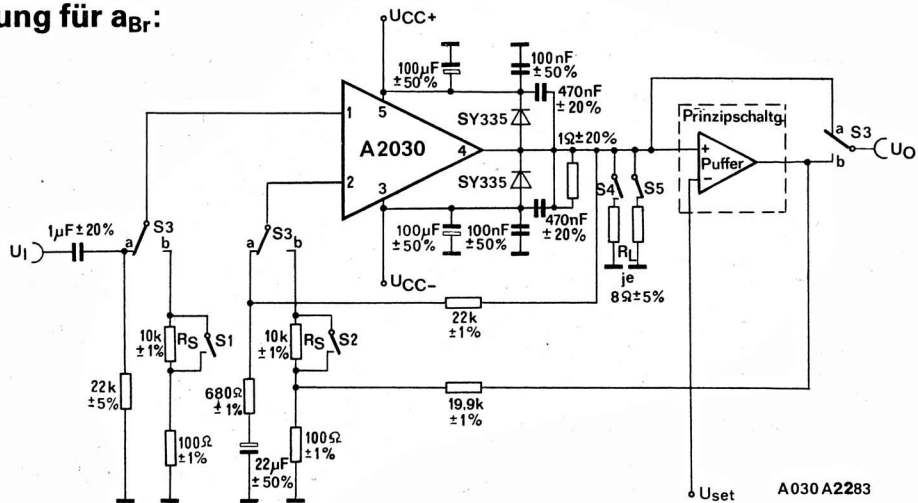 ung für aBr:
UCC+
100µF
±50%
100nF
±50%
470nF
±20%
SY335
1Ω±20%
1
5
A2030
4
2
3
SY335
100µF
±50%
100nF
±50%
470nF
±20%
UCC-
Prinzipschaltg.
+
Puffer
-
a
S3
b
UO
S4
S5
RL
je
8Ω±5%
UI
1µF±20%
a
S3
b
a
S3
b
22k
±1%
10k
±1%
RS
S1
10k
±1%
RS
S2
22k
±5%
680Ω
±1%
19,9k
±1%
100Ω
±1%
22µF
±50%
100Ω
±1%
Uset
A030A2283